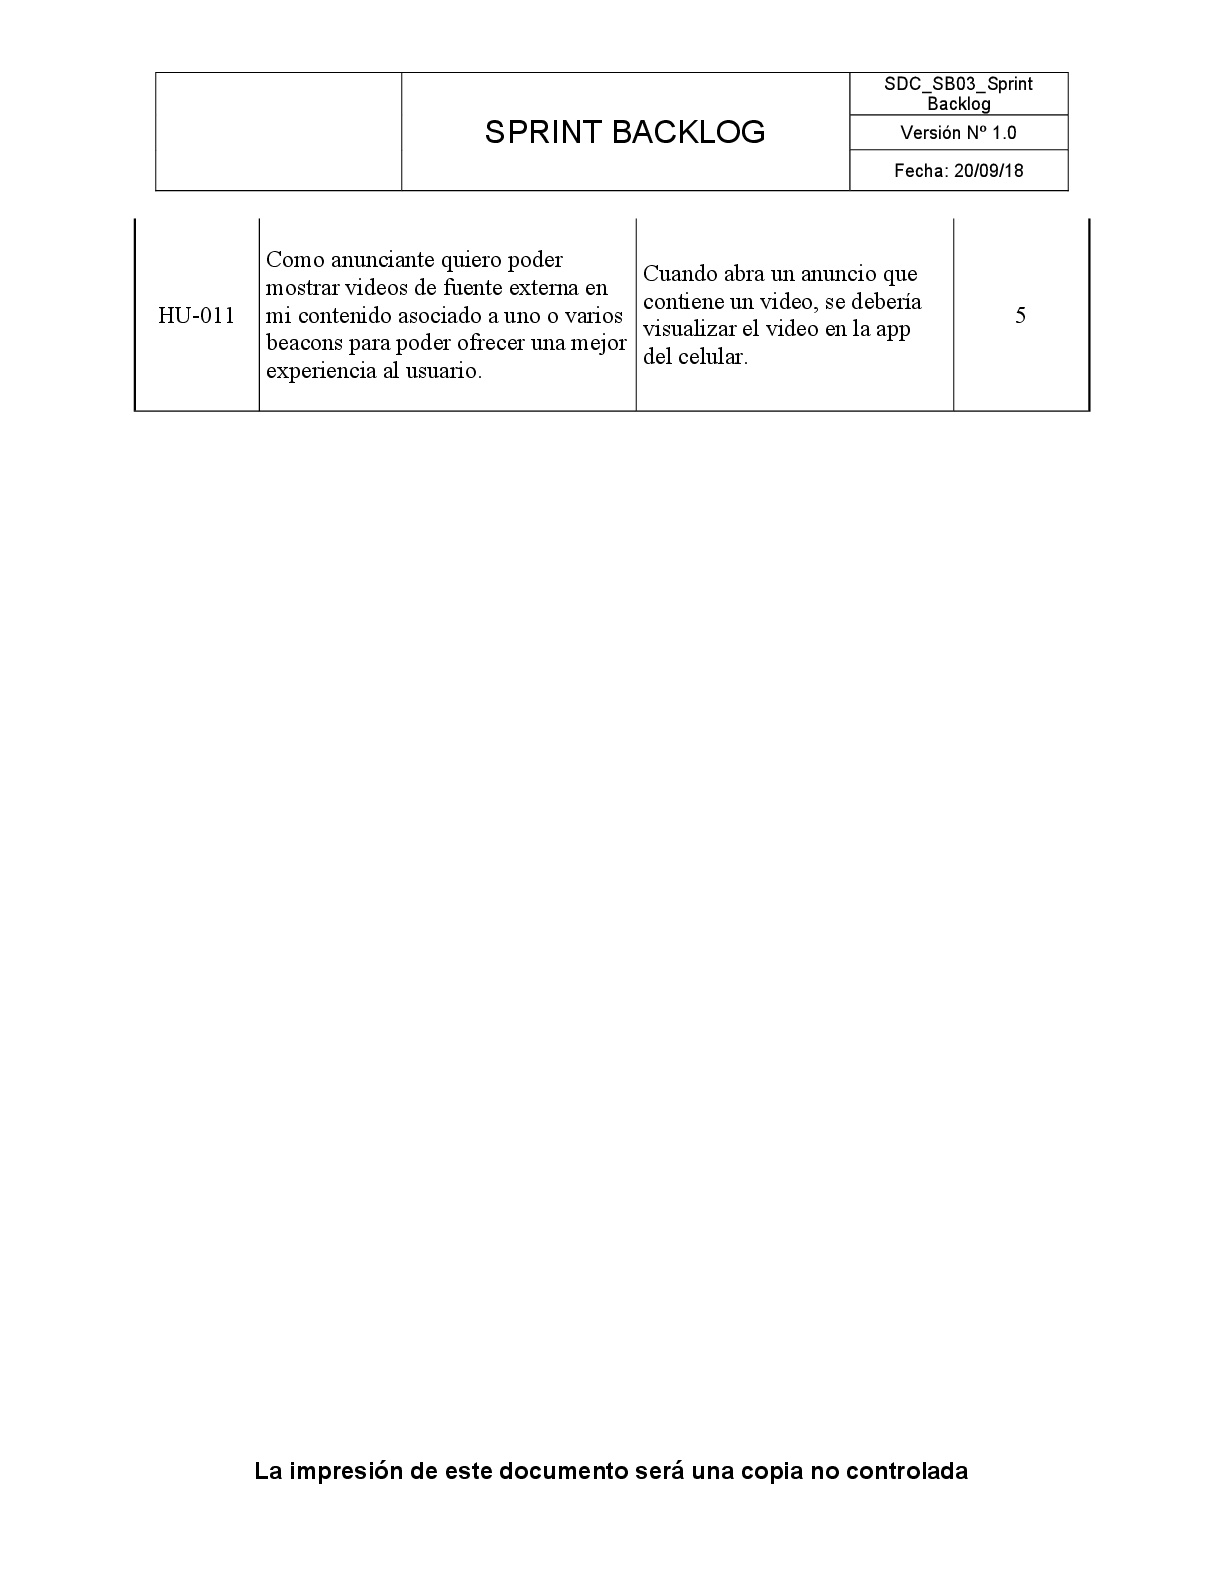 SPRINT BACKLOG
SDC_SB03_Sprint
Backlog
Versión Nº 1.0
Fecha: 20/09/18
HU-011
Como anunciante quiero poder
mostrar videos de fuente externa en
mi contenido asociado a uno o varios
beacons para poder ofrecer una mejor
experiencia al usuario.
Cuando abra un anuncio que
contiene un video, se debería
visualizar el video en la app
del celular.
5
La impresión de este documento será una copia no controlada